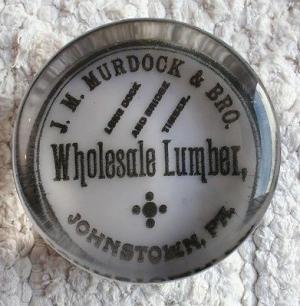 J. M. MURDOCK & BRO.
LONG DOCK
AND BRIDGE
TIMBER.
Wholesale Lumber,
JOHNSTOWN, PA.